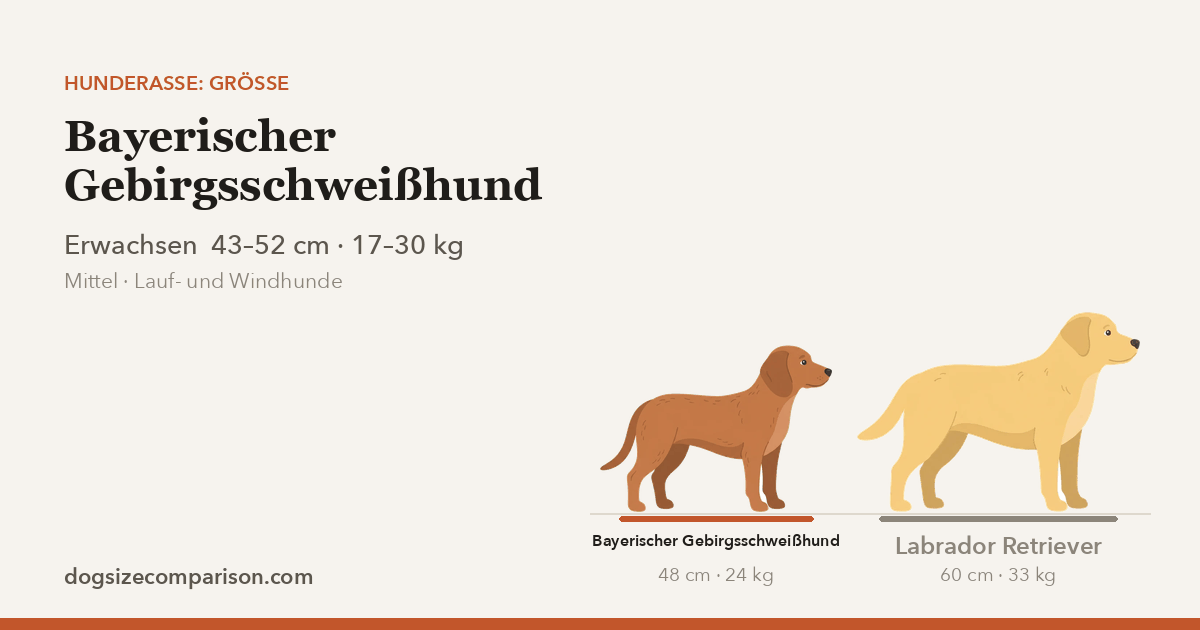 HUNDERASSE: GRÖSSE
Bayerischer
Gebirgsschweißhund
Erwachsen 43–52 cm · 17–30 kg
Mittel · Lauf- und Windhunde
Bayerischer Gebirgsschweißhund
48 cm · 24 kg
Labrador Retriever
60 cm · 33 kg
dogsizecomparison.com